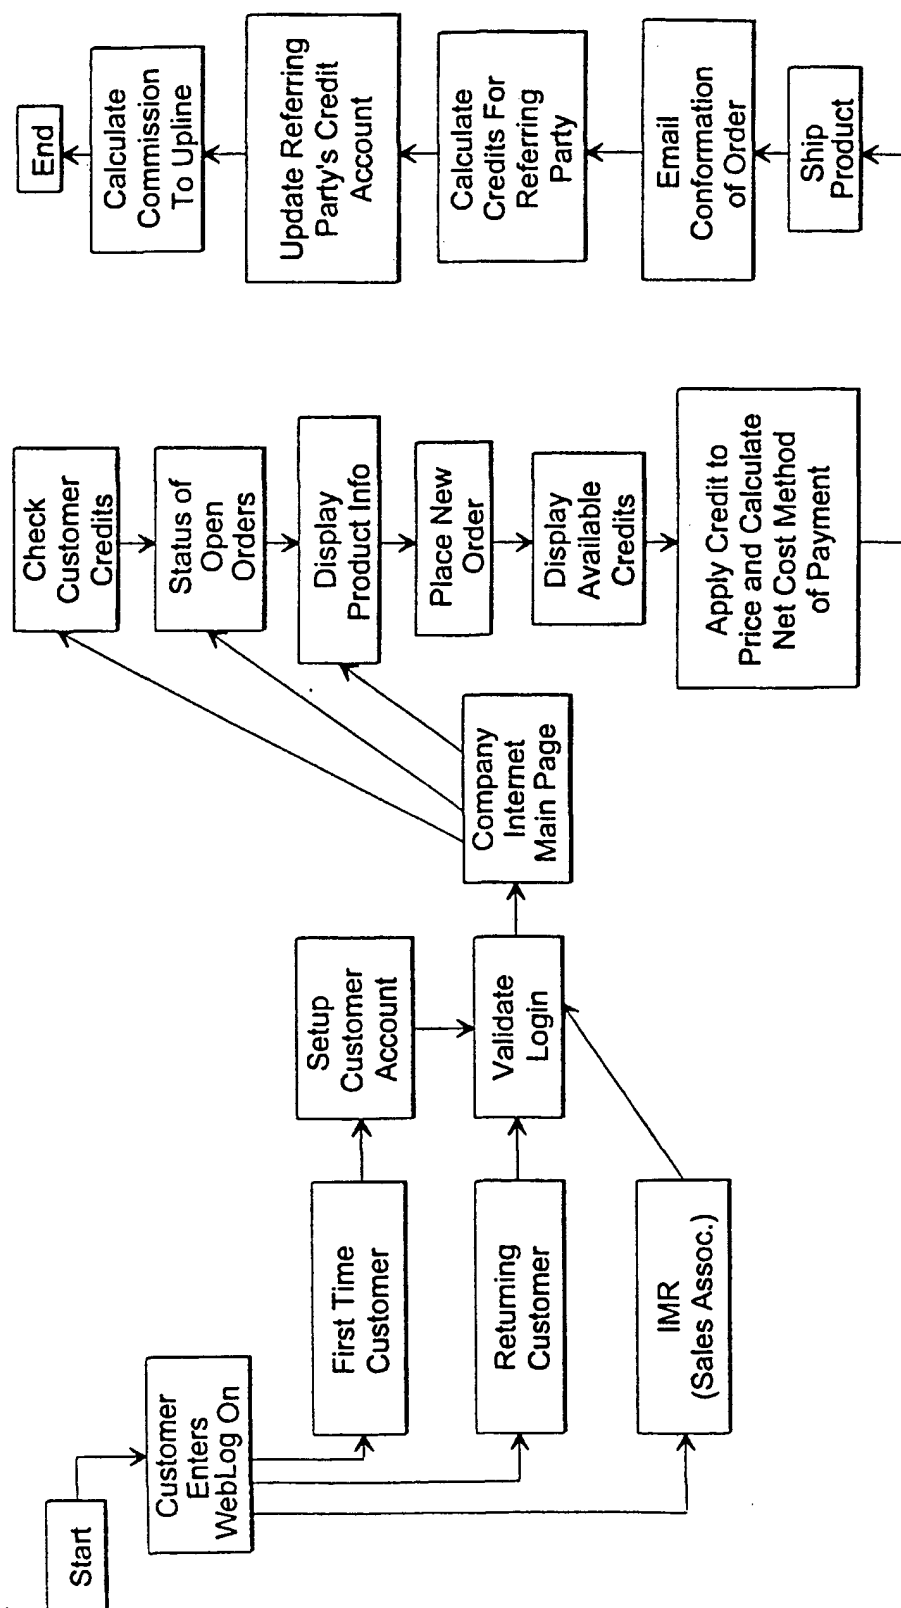 Start
Customer
Enters
WebLog On
First Time
Customer
Returning
Customer
IMR
(Sales Assoc.)
Setup
Customer
Account
Validate
Login
Company
Internet
Main Page
Check
Customer
Credits
Status of
Open
Orders
Display
Product Info
Place New
Order
Display
Available
Credits
Apply Credit to
Price and Calculate
Net Cost Method
of Payment
Ship
Product
Email
Conformation
of Order
Calculate
Credits For
Referring
Party
Update Referring
Party's Credit
Account
Calculate
Commission
To Upline
End